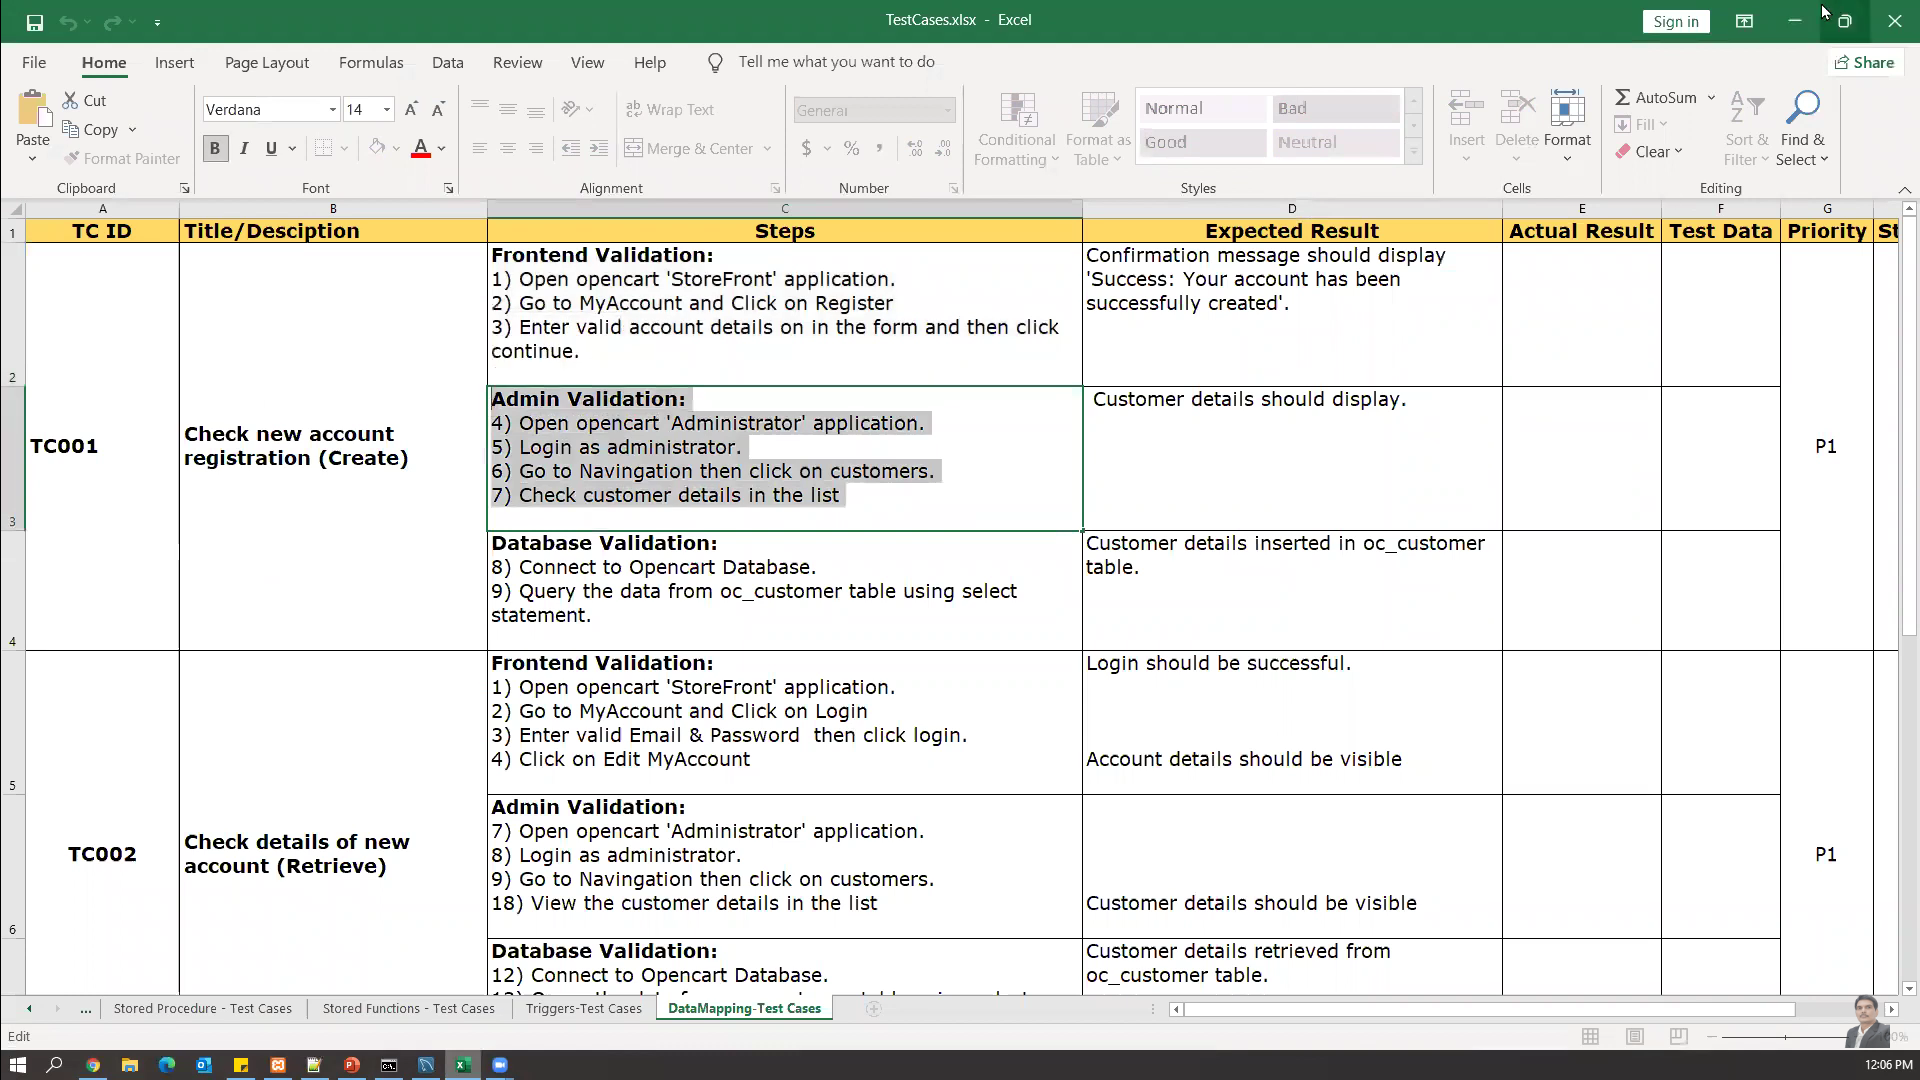 TestCases.xlsx - Excel
Sign in
File Home Insert Page Layout Formulas Data Review View Help Tell me what you want to do
Share
Paste
Cut
Copy
Format Painter
Clipboard
Verdana 14
B I U
Font
Wrap Text
Merge & Center
Alignment
General
$ % ,
Number
Conditional
Formatting
Format as
Table
Normal Bad
Good Neutral
Styles
Insert Delete Format
Cells
AutoSum
Fill
Clear
Sort &
Filter
Find &
Select
Editing
A B C D E F G
1 TC ID Title/Desciption Steps Expected Result Actual Result Test Data Priority St
2
3
4
5
6
TC001
Check new account
registration (Create)
Frontend Validation:
1) Open opencart 'StoreFront' application.
2) Go to MyAccount and Click on Register
3) Enter valid account details on in the form and then click
continue.
Confirmation message should display
'Success: Your account has been
successfully created'.
Admin Validation:
4) Open opencart 'Administrator' application.
5) Login as administrator.
6) Go to Navingation then click on customers.
7) Check customer details in the list
Customer details should display.
P1
Database Validation:
8) Connect to Opencart Database.
9) Query the data from oc_customer table using select
statement.
Customer details inserted in oc_customer
table.
TC002
Check details of new
account (Retrieve)
Frontend Validation:
1) Open opencart 'StoreFront' application.
2) Go to MyAccount and Click on Login
3) Enter valid Email & Password  then click login.
4) Click on Edit MyAccount
Login should be successful.
Account details should be visible
Admin Validation:
7) Open opencart 'Administrator' application.
8) Login as administrator.
9) Go to Navingation then click on customers.
18) View the customer details in the list
Customer details should be visible
P1
Database Validation:
12) Connect to Opencart Database.
Customer details retrieved from
oc_customer table.
... Stored Procedure - Test Cases Stored Functions - Test Cases Triggers-Test Cases DataMapping-Test Cases
Edit
12:06 PM